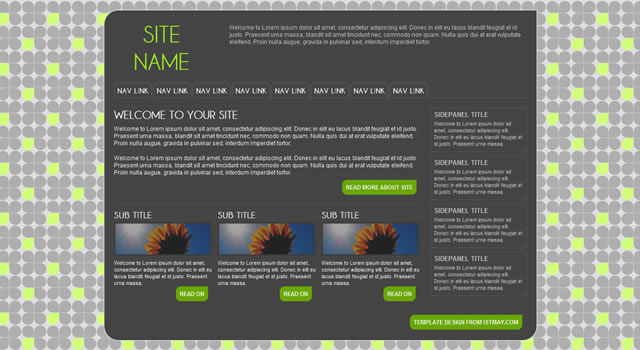 SITE
NAME
Welcome to Lorem ipsum dolor sit amet, consectetur adipiscing elit. Donec in elit eu lacus blandit feugiat et id
justo. Praesent urna massa, blandit sit amet tincidunt nec, commodo non quam. Nulla quis dui at erat vulputate
eleifend. Proin nulla augue, gravida in pulvinar sed, interdum imperdiet tortor.
NAV LINK NAV LINK NAV LINK NAV LINK NAV LINK NAV LINK NAV LINK NAV LINK
WELCOME TO YOUR SITE
Welcome to Lorem ipsum dolor sit amet, consectetur adipiscing elit. Donec in elit eu lacus blandit feugiat et id justo.
Praesent urna massa, blandit sit amet tincidunt nec, commodo non quam. Nulla quis dui at erat vulputate eleifend.
Proin nulla augue, gravida in pulvinar sed, interdum imperdiet tortor.
Welcome to Lorem ipsum dolor sit amet, consectetur adipiscing elit. Donec in elit eu lacus blandit feugiat et id justo.
Praesent urna massa, blandit sit amet tincidunt nec, commodo non quam. Nulla quis dui at erat vulputate eleifend.
Proin nulla augue, gravida in pulvinar sed, interdum imperdiet tortor.
READ MORE ABOUT SITE
SUB TITLE
Welcome to Lorem ipsum dolor sit amet,
consectetur adipiscing elit. Donec in elit eu
lacus blandit feugiat et id justo. Praesent
urna massa.
READ ON
SUB TITLE
Welcome to Lorem ipsum dolor sit amet,
consectetur adipiscing elit. Donec in elit eu
lacus blandit feugiat et id justo. Praesent
urna massa.
READ ON
SUB TITLE
Welcome to Lorem ipsum dolor sit amet,
consectetur adipiscing elit. Donec in elit eu
lacus blandit feugiat et id justo. Praesent
urna massa.
READ ON
SIDEPANEL TITLE
Welcome to Lorem ipsum dolor sit
amet, consectetur adipiscing elit.
Donec in elit eu lacus blandit feugiat et
id justo. Praesent urna massa.
SIDEPANEL TITLE
Welcome to Lorem ipsum dolor sit
amet, consectetur adipiscing elit.
Donec in elit eu lacus blandit feugiat et
id justo. Praesent urna massa.
SIDEPANEL TITLE
Welcome to Lorem ipsum dolor sit
amet, consectetur adipiscing elit.
Donec in elit eu lacus blandit feugiat et
id justo. Praesent urna massa.
SIDEPANEL TITLE
Welcome to Lorem ipsum dolor sit
amet, consectetur adipiscing elit.
Donec in elit eu lacus blandit feugiat et
id justo. Praesent urna massa.
TEMPLATE DESIGN FROM ISTMAY.COM